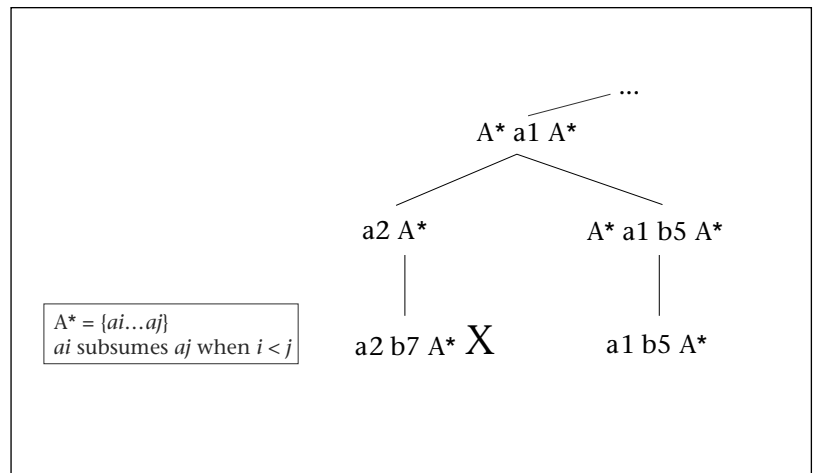 ...
A* a1 A*
a2 A*
A* a1 b5 A*
A* = {ai...aj}
ai subsumes aj when i < j
a2 b7 A* X
a1 b5 A*